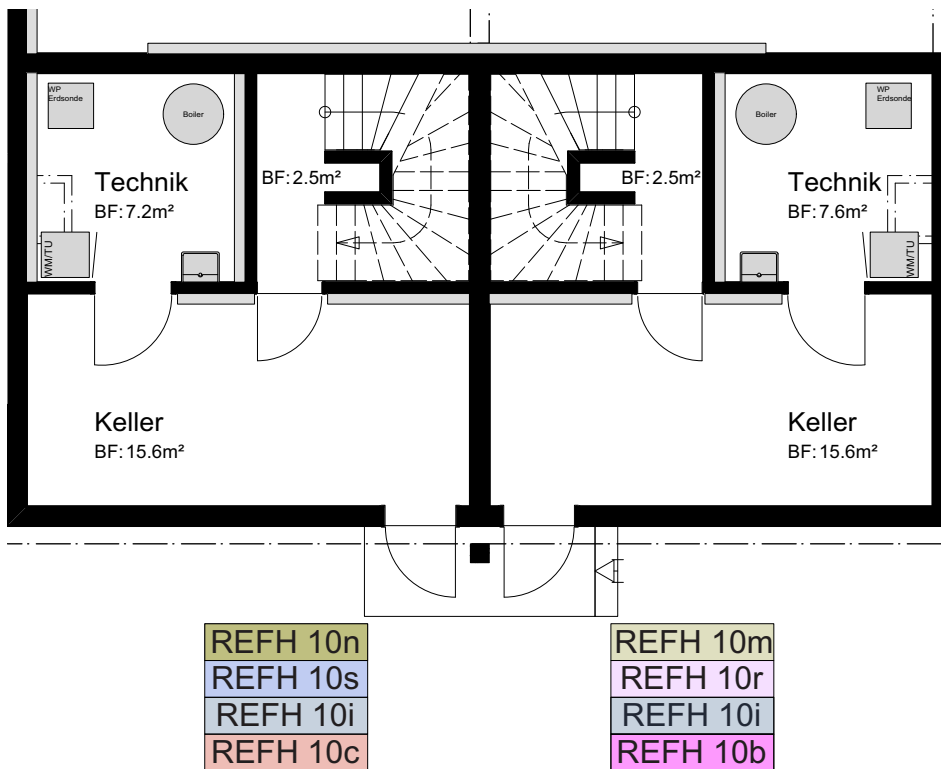 WP
Erdsonde
Boiler
Technik
BF: 7.2m²
WM/TU
BF: 2.5m²
BF: 2.5m²
Boiler
WP
Erdsonde
Technik
BF: 7.6m²
WM/TU
Keller
BF: 15.6m²
Keller
BF: 15.6m²
REFH 10n
REFH 10s
REFH 10i
REFH 10c
REFH 10m
REFH 10r
REFH 10i
REFH 10b